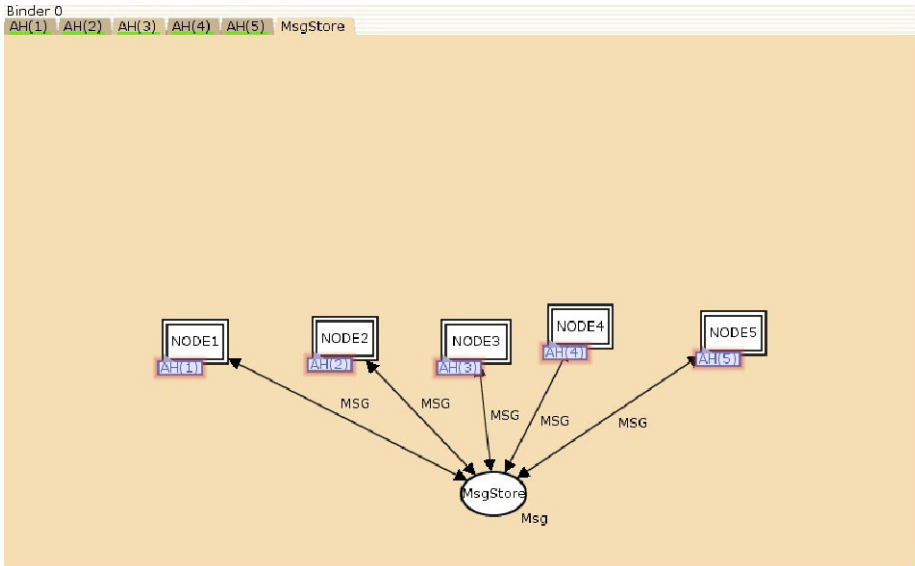 Binder 0
AH(1) AH(2) AH(3) AH(4) AH(5) MsgStore
NODE1 NODE2 NODE3 NODE4 NODE5
AH(1) AH(2) AH(3) AH(4) AH(5)
MSG MSG MSG MSG MSG
MsgStore
Msg